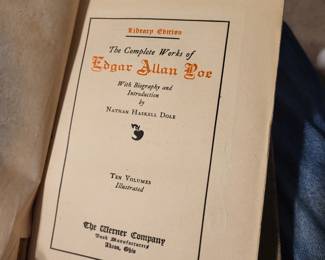 Library Edition
The Complete Works of
Edgar Allan Poe
With Biography and
Introduction
by
Nathan Haskell Dole
Ten Volumes
Illustrated
The Werner Company
Book Manufacturers
Akron, Ohio